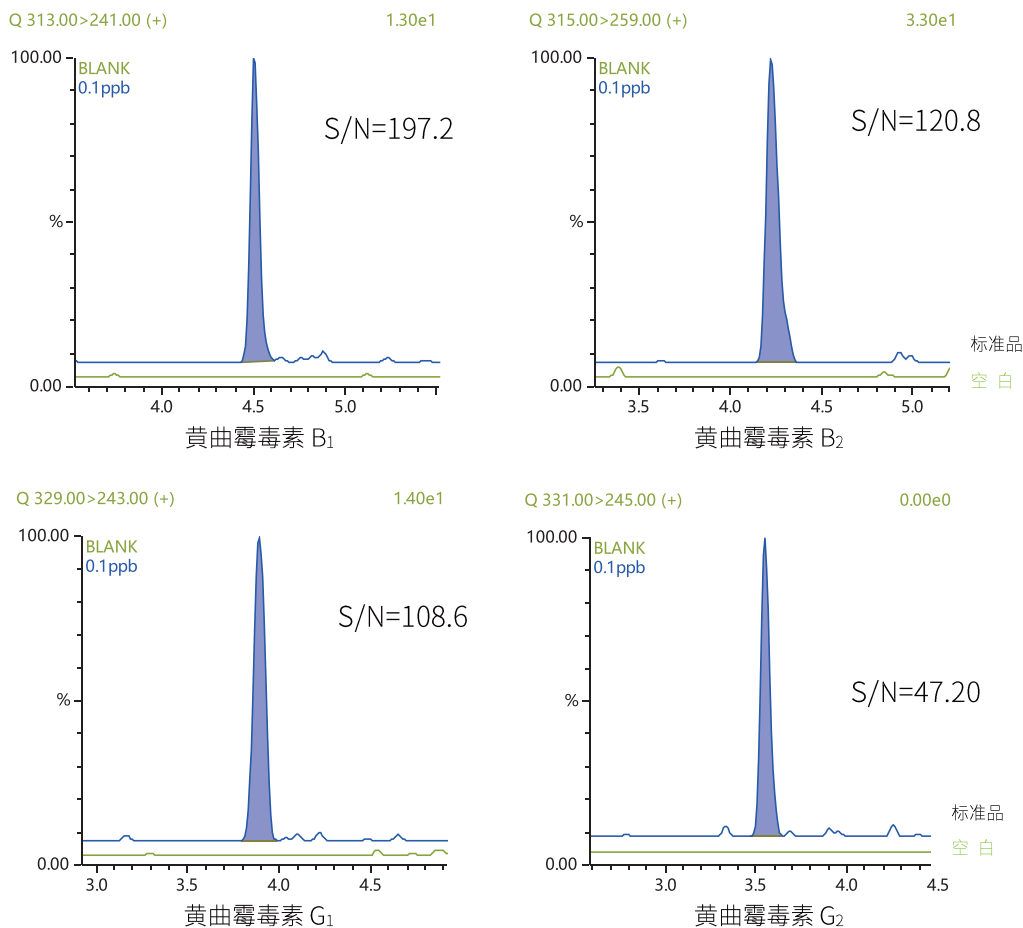 Q 313.00>241.00 (+) 1.30e1
100.00
BLANK
0.1ppb
S/N=197.2
%
0.00
4.0 4.5 5.0
黄曲霉毒素 B1
Q 315.00>259.00 (+) 3.30e1
100.00
BLANK
0.1ppb
S/N=120.8
%
标准品
0.00
空 白
3.5 4.0 4.5 5.0
黄曲霉毒素 B2
Q 329.00>243.00 (+) 1.40e1
100.00
BLANK
0.1ppb
S/N=108.6
%
0.00
3.0 3.5 4.0 4.5
黄曲霉毒素 G1
Q 331.00>245.00 (+) 0.00e0
100.00
BLANK
0.1ppb
S/N=47.20
%
标准品
空 白
0.00
3.0 3.5 4.0 4.5
黄曲霉毒素 G2